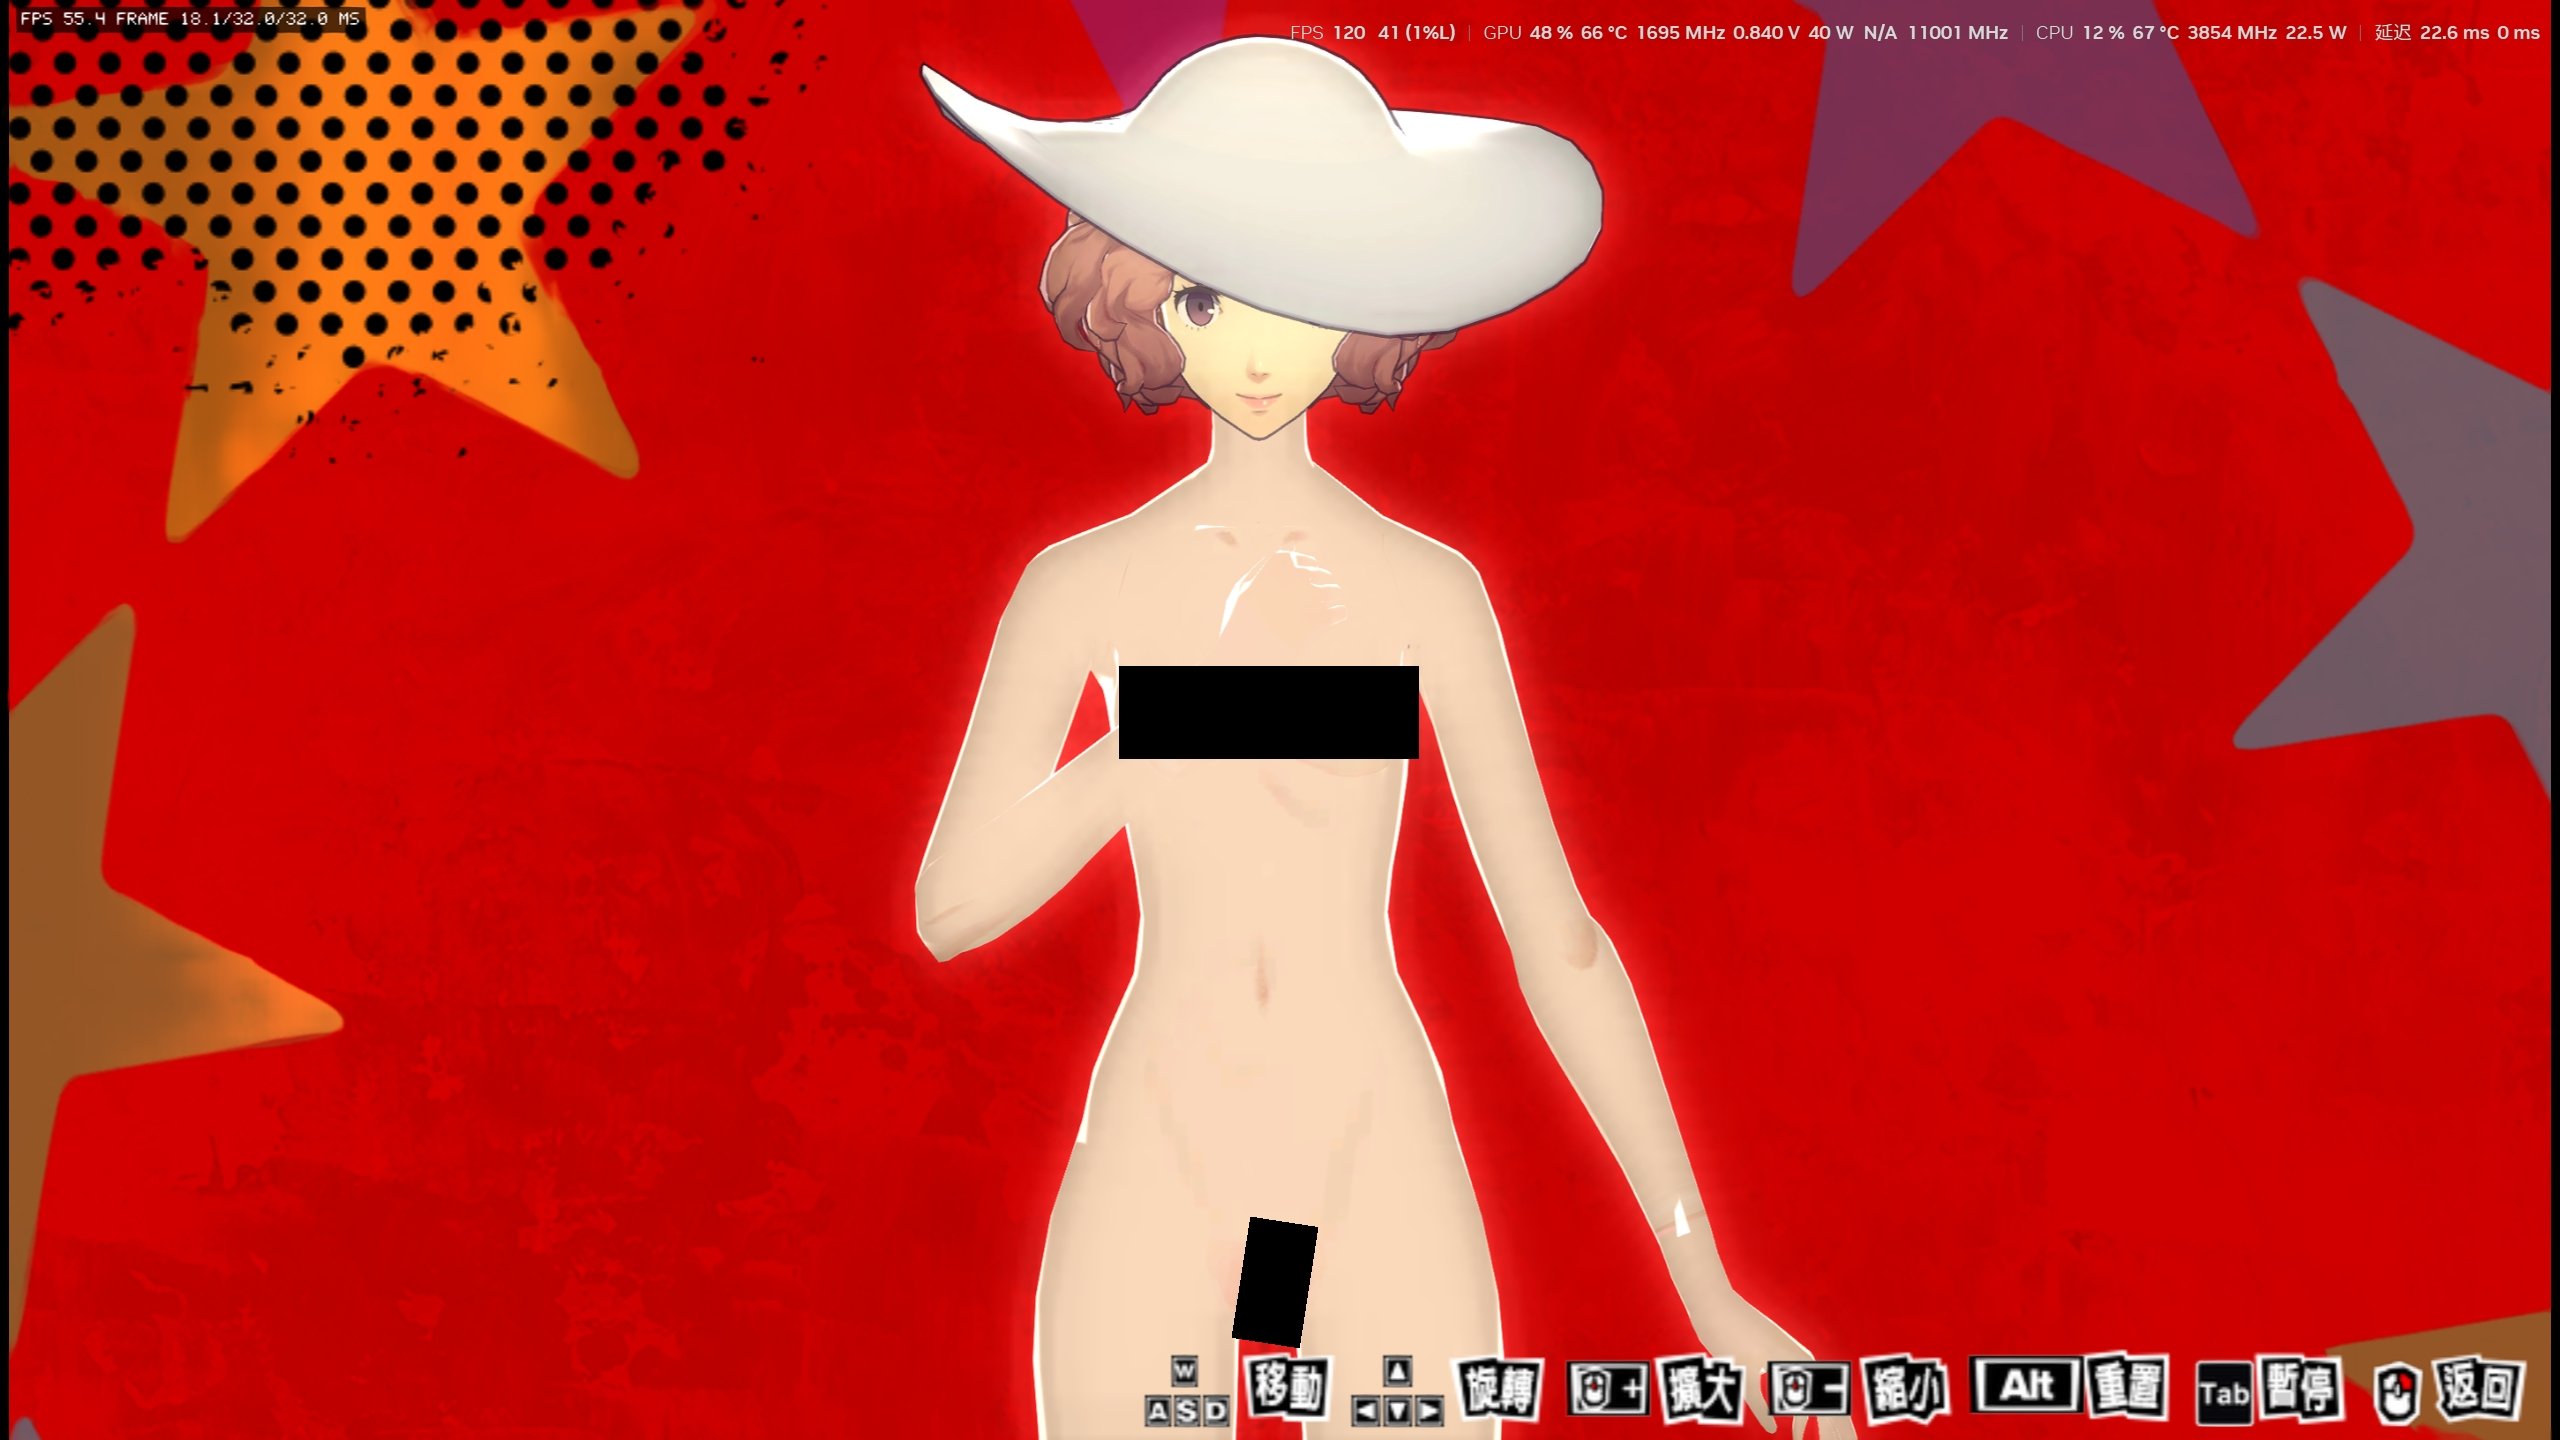 FPS 55.4 FRAME 18.1/32.0/32.0 MS
FPS 120 41 (1%L) | GPU 48 % 66 °C 1695 MHz 0.840 V 40 W N/A 11001 MHz | CPU 12 % 67 °C 3854 MHz 22.5 W | 延迟 22.6 ms 0 ms
W
A S D 移動 旋轉 + 擴大 - 縮小 Alt 重置 Tab 暫停 返回